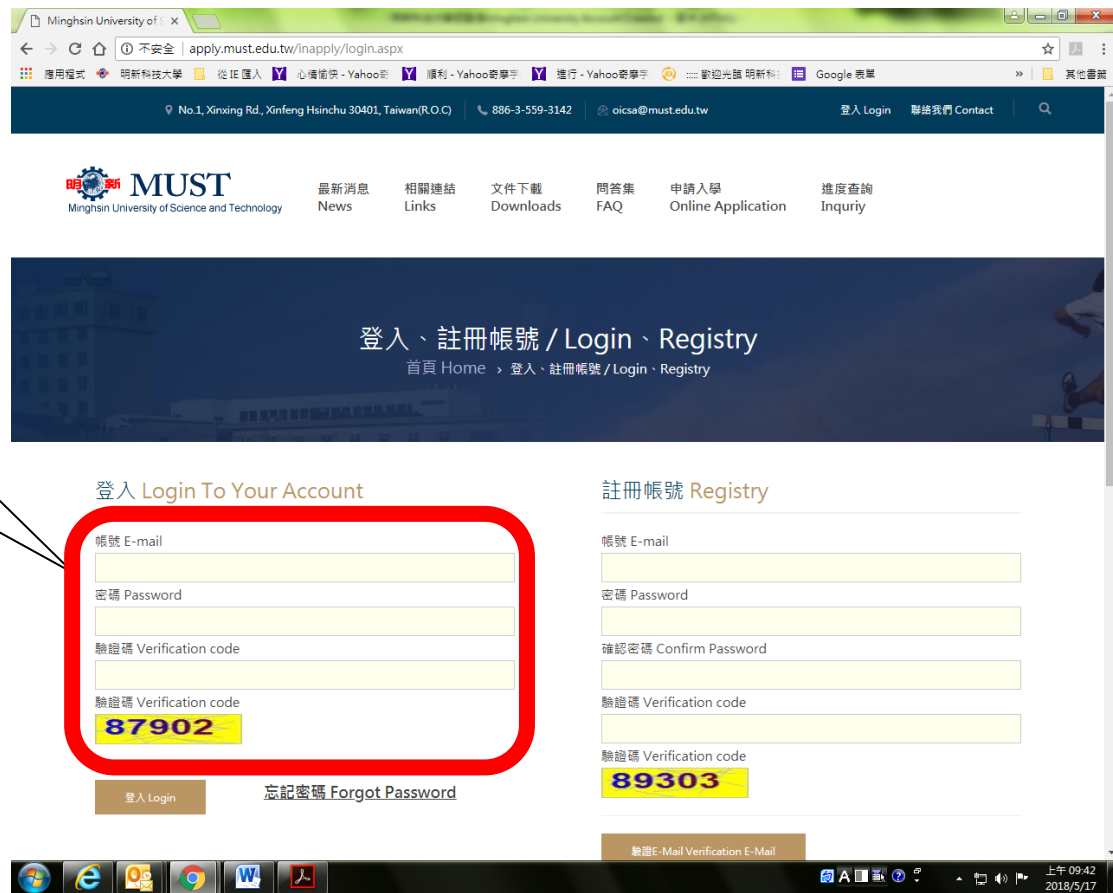 Minghsin University of S
不安全 | apply.must.edu.tw/inapply/login.aspx
應用程式 明新科技大學 從 IE 匯入 心情愉快 - Yahoo奇 順利 - Yahoo奇摩字 進行 - Yahoo奇摩字 ::::: 歡迎光臨 明新科 Google 表單 » 其他書籤
No.1, Xinxing Rd., Xinfeng Hsinchu 30401, Taiwan(R.O.C) 886-3-559-3142 oicsa@must.edu.tw 登入 Login 聯絡我們 Contact
明新 MUST
Minghsin University of Science and Technology
最新消息 相關連結 文件下載 問答集 申請入學 進度查詢
News Links Downloads FAQ Online Application Inquriy
登入、註冊帳號 / Login、Registry
首頁 Home › 登入、註冊帳號 / Login、Registry
登入 Login To Your Account
帳號 E-mail
密碼 Password
驗證碼 Verification code
驗證碼 Verification code
87902
登入 Login 忘記密碼 Forgot Password
註冊帳號 Registry
帳號 E-mail
密碼 Password
確認密碼 Confirm Password
驗證碼 Verification code
驗證碼 Verification code
89303
驗證E-Mail Verification E-Mail
上午 09:42
2018/5/17